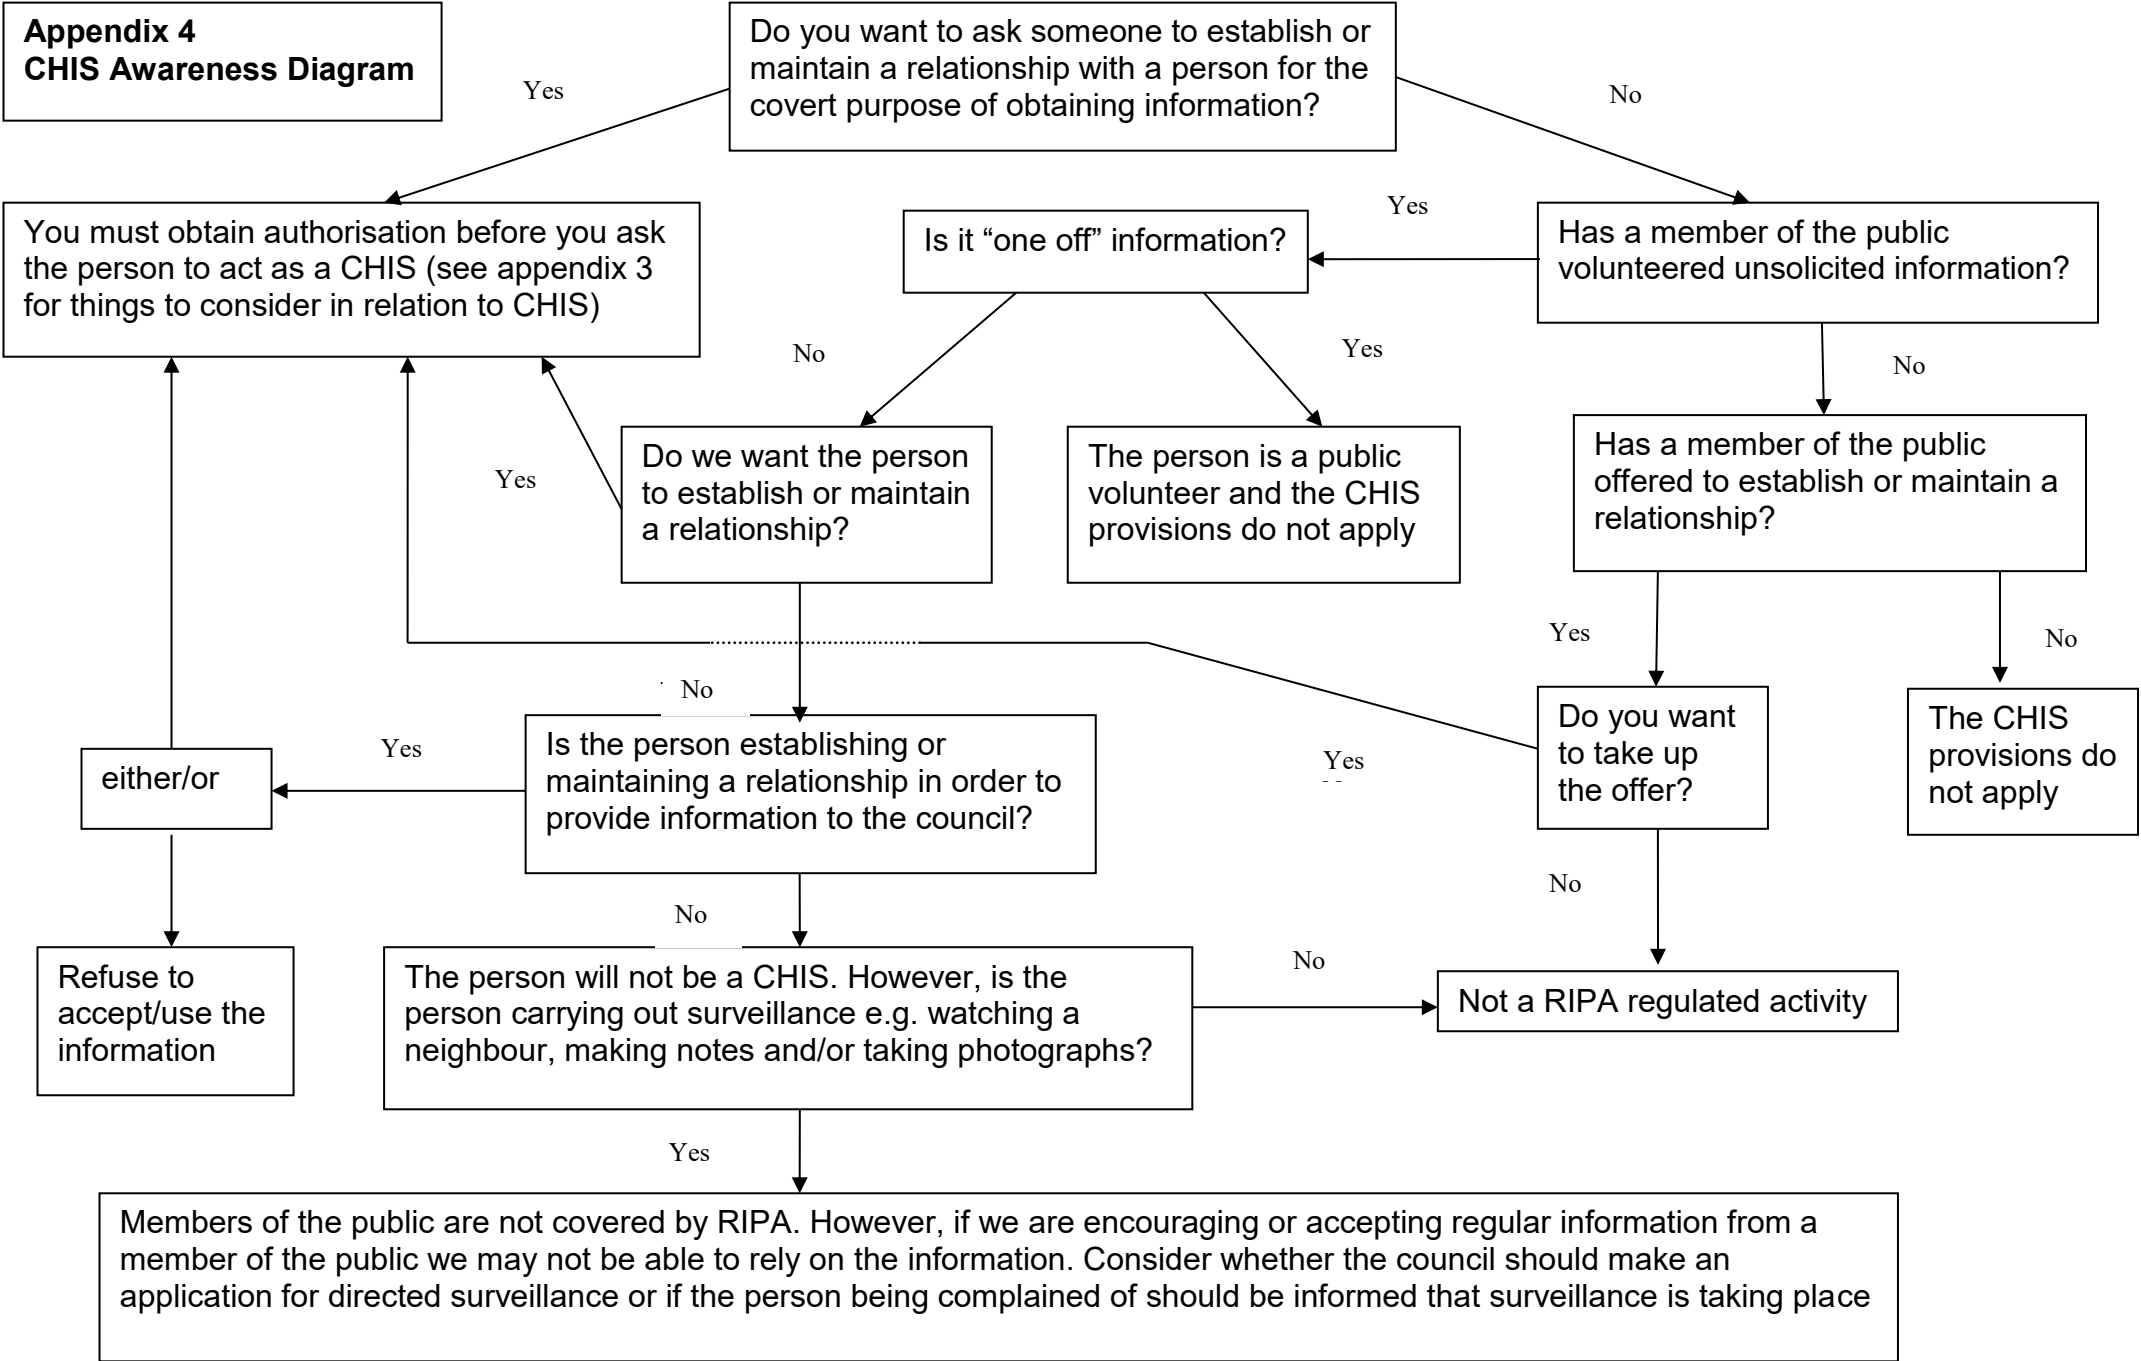 Appendix 4
CHIS Awareness Diagram
Do you want to ask someone to establish or
maintain a relationship with a person for the
covert purpose of obtaining information?
Yes
No
You must obtain authorisation before you ask
the person to act as a CHIS (see appendix 3
for things to consider in relation to CHIS)
Is it “one off” information?
Yes
Has a member of the public
volunteered unsolicited information?
No
Yes
No
Do we want the person
to establish or maintain
a relationship?
Yes
The person is a public
volunteer and the CHIS
provisions do not apply
Has a member of the public
offered to establish or maintain a
relationship?
Yes
No
No
Do you want
to take up
the offer?
The CHIS
provisions do
not apply
either/or
Yes
Is the person establishing or
maintaining a relationship in order to
provide information to the council?
Yes
No
No
Refuse to
accept/use the
information
The person will not be a CHIS. However, is the
person carrying out surveillance e.g. watching a
neighbour, making notes and/or taking photographs?
No
Not a RIPA regulated activity
Yes
Members of the public are not covered by RIPA. However, if we are encouraging or accepting regular information from a
member of the public we may not be able to rely on the information. Consider whether the council should make an
application for directed surveillance or if the person being complained of should be informed that surveillance is taking place